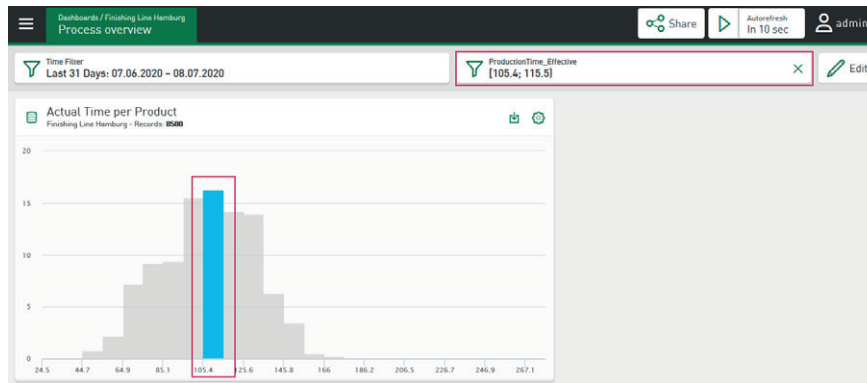 Dashboards / Finishing Line Hamburg
Process overview
Share
Autorefresh
In 10 sec
admin
Time Filter
Last 31 Days: 07.06.2020 – 08.07.2020
ProductionTime_Effective
[105.4; 115.5)
Edit
Actual Time per Product
Finishing Line Hamburg - Records: 8580
20
15
10
5
0
24.5 44.7 64.9 85.1 105.4 125.6 145.8 166 186.2 206.5 226.7 246.9 267.1